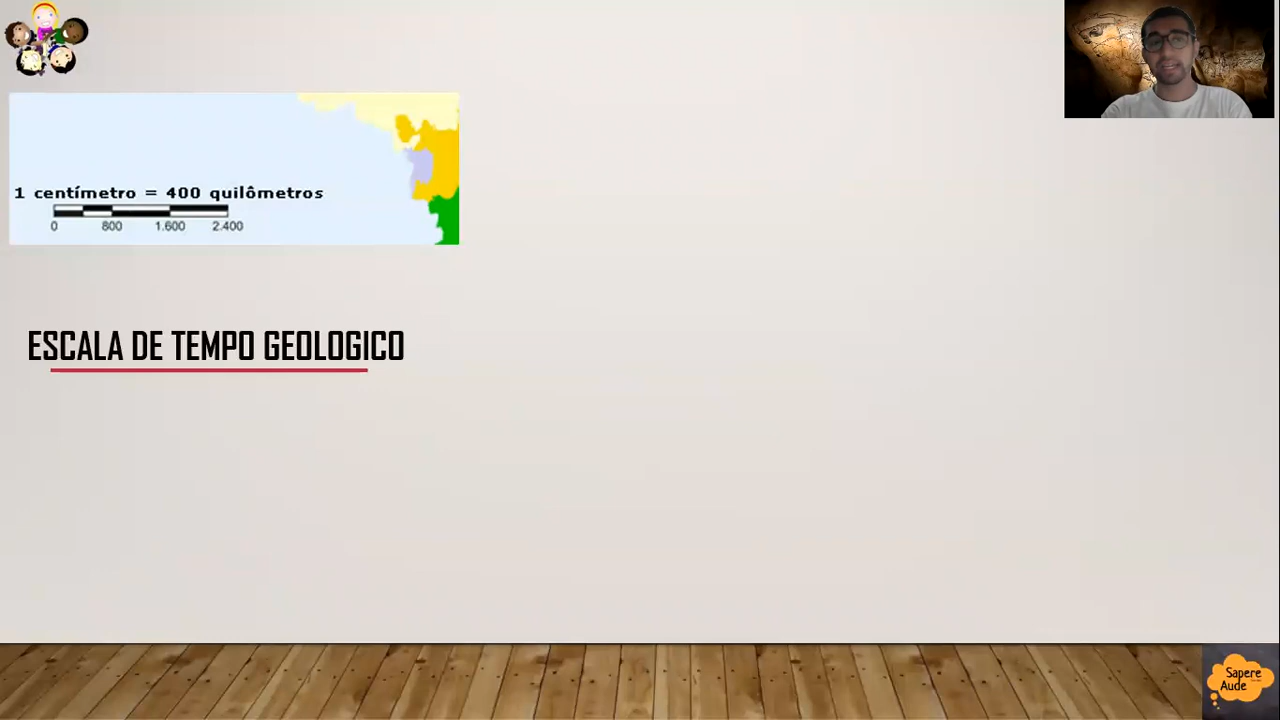 1 centímetro = 400 quilômetros
0 800 1.600 2.400
ESCALA DE TEMPO GEOLOGICO
Sapere
Aude